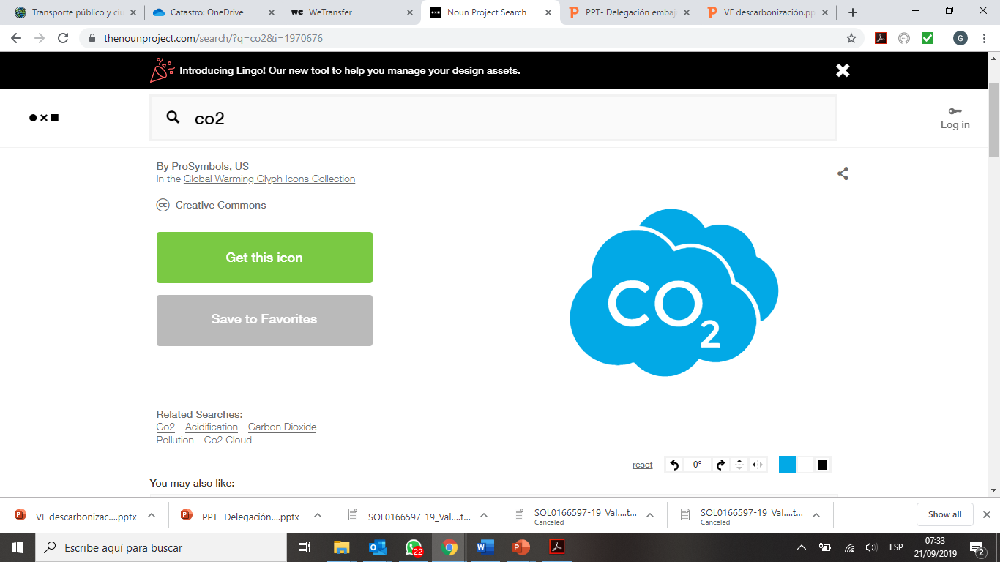 Transporte público y ciu
Catastro: OneDrive
we WeTransfer
Noun Project Search
PPT- Delegación embaj
VF descarbonización.pp
thenounproject.com/search/?q=co2&i=1970676
G
Introducing Lingo! Our new tool to help you manage your design assets.
co2
Log in
By ProSymbols, US
In the Global Warming Glyph Icons Collection
cc Creative Commons
Get this icon
Save to Favorites
CO2
Related Searches:
Co2 Acidification Carbon Dioxide
Pollution Co2 Cloud
reset
0°
You may also like:
VF descarbonizac....pptx
PPT- Delegación....pptx
SOL0166597-19_Val....t...
SOL0166597-19_Val....t...
Canceled
SOL0166597-19_Val....t...
Canceled
Show all
Escribe aquí para buscar
22
ESP
07:33
21/09/2019
2